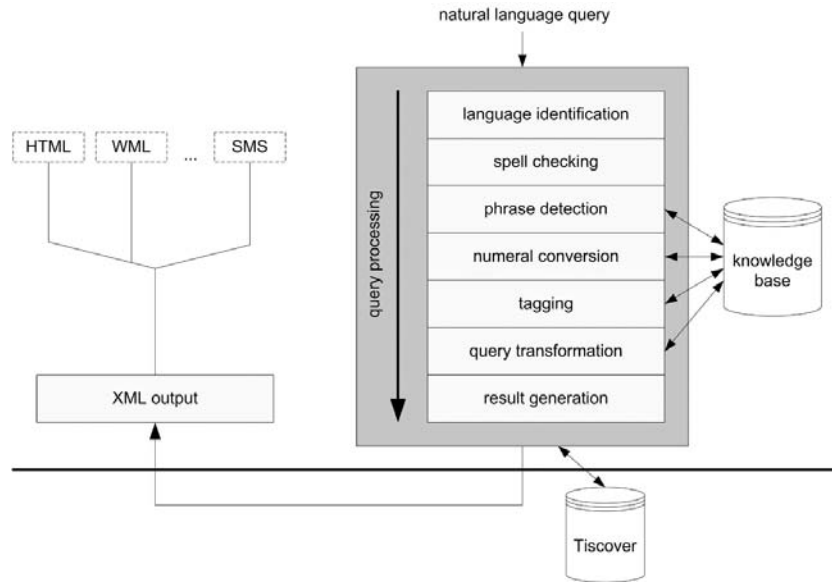 natural language query
language identification
HTML
WML
...
SMS
spell checking
phrase detection
query processing
numeral conversion
knowledge
base
tagging
query transformation
XML output
result generation
Tiscover